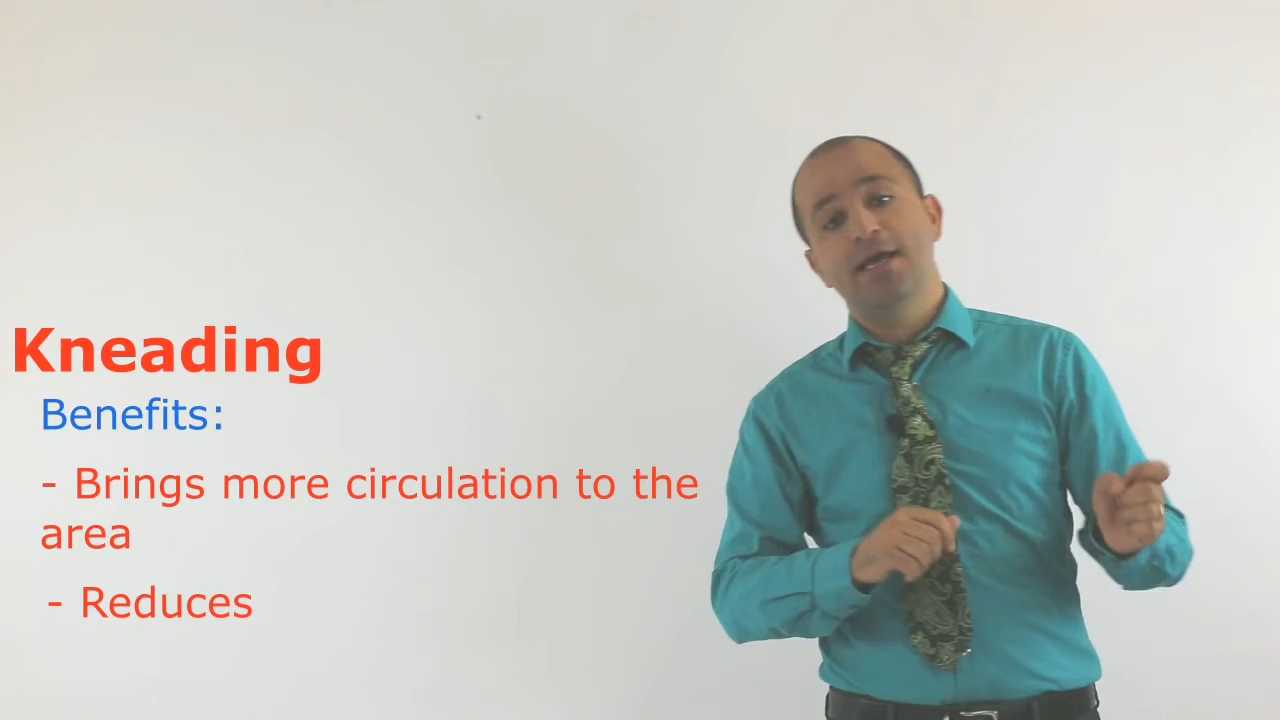 Kneading
Benefits:
- Brings more circulation to the
area
- Reduces